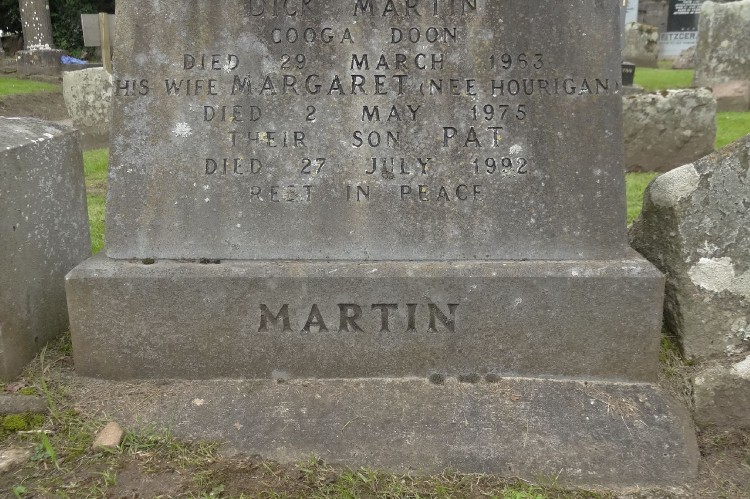 DICK MARTIN
COOGA DOON
DIED 29 MARCH 1963
HIS WIFE MARGARET (NEE HOURIGAN)
DIED 2 MAY 1975
THEIR SON PAT
DIED 27 JULY 1992
REST IN PEACE
MARTIN